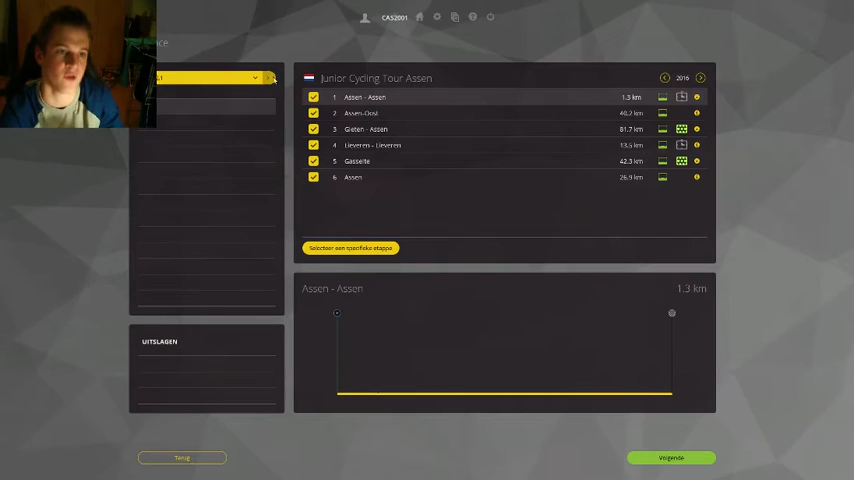 CAS2001
ce
.1
Junior Cycling Tour Assen
2016
1 Assen - Assen 1.3 km
2 Assen-Oost 40.2 km
3 Gieten - Assen 81.7 km
4 Lieveren - Lieveren 13.5 km
5 Gasselte 42.3 km
6 Assen 26.9 km
Selecteer een specifieke etappe
Assen - Assen 1.3 km
UITSLAGEN
Terug
Volgende